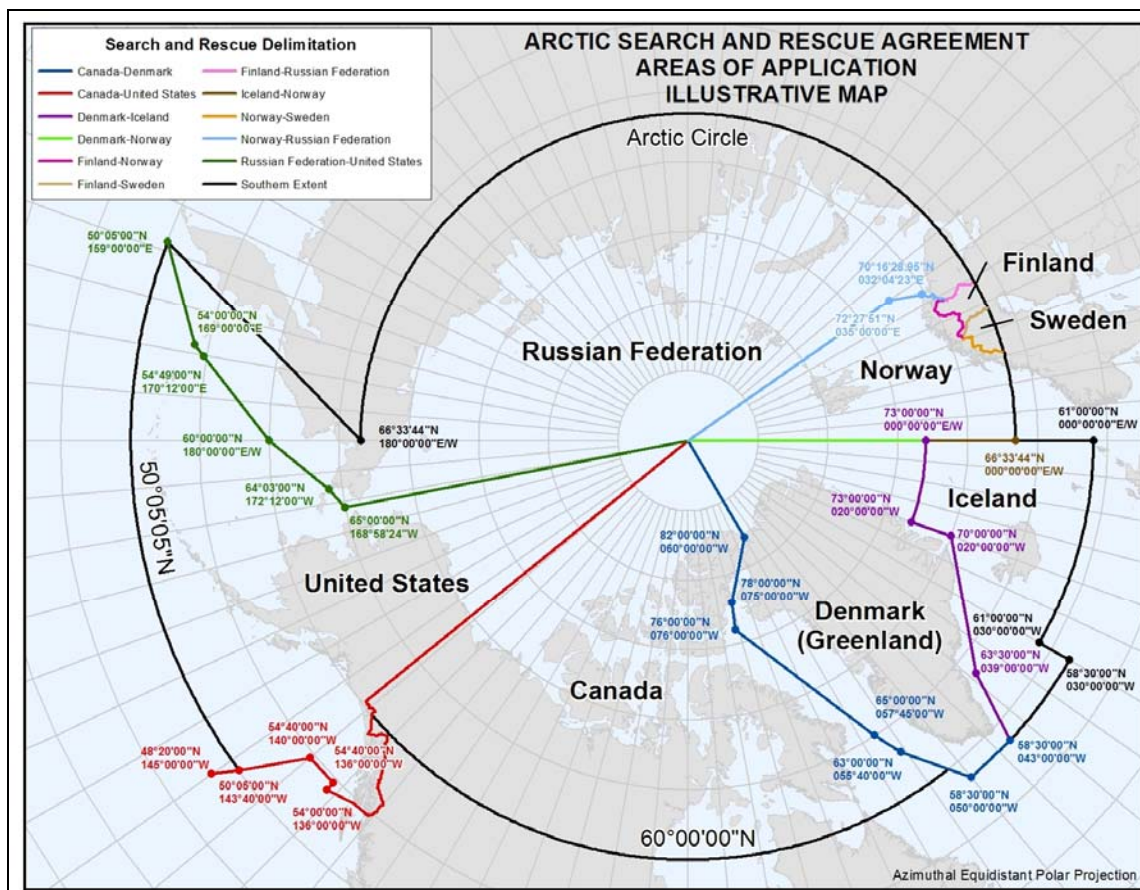 ARCTIC SEARCH AND RESCUE AGREEMENT
AREAS OF APPLICATION
ILLUSTRATIVE MAP
Search and Rescue Delimitation
Canada-Denmark
Canada-United States
Denmark-Iceland
Denmark-Norway
Finland-Norway
Finland-Sweden
Finland-Russian Federation
Iceland-Norway
Norway-Sweden
Norway-Russian Federation
Russian Federation-United States
Southern Extent
Arctic Circle
50°05'00"N
159°00'00"E
54°00'00"N
169°00'00"E
54°49'00"N
170°12'00"E
60°00'00"N
180°00'00"E/W
64°03'00"N
172°12'00"W
65°00'00"N
168°58'24"W
66°33'44"N
180°00'00"E/W
50°05'05"N
70°16'28.95"N
032°04'23"E
72°27'51"N
035°00'00"E
Finland
Sweden
Russian Federation
Norway
73°00'00"N
000°00'00"E/W
61°00'00"N
000°00'00"E/W
66°33'44"N
000°00'00"E/W
Iceland
73°00'00"N
020°00'00"W
70°00'00"N
020°00'00"W
82°00'00"N
060°00'00"W
78°00'00"N
075°00'00"W
76°00'00"N
076°00'00"W
United States
Denmark
(Greenland)
61°00'00"N
030°00'00"W
63°30'00"N
039°00'00"W
58°30'00"N
030°00'00"W
Canada
65°00'00"N
057°45'00"W
63°00'00"N
055°40'00"W
58°30'00"N
043°00'00"W
58°30'00"N
050°00'00"W
54°40'00"N
140°00'00"W
54°40'00"N
136°00'00"W
48°20'00"N
145°00'00"W
50°05'00"N
143°40'00"W
54°00'00"N
136°00'00"W
60°00'00"N
Azimuthal Equidistant Polar Projection